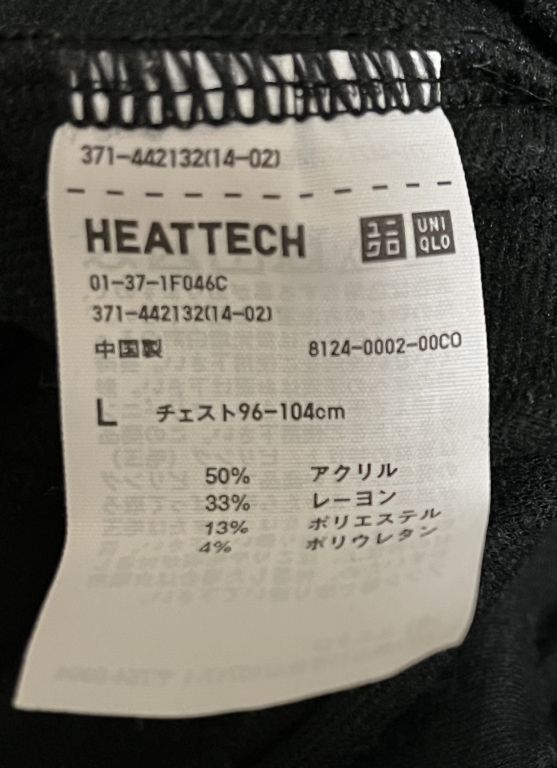 371-442132(14-02)
HEATTECH
ユニ
クロ
UNI
QLO
01-37-1F046C
371-442132(14-02)
中国製 8124-0002-00CO
L チェスト96-104cm
50% アクリル
33% レーヨン
13% ポリエステル
4% ポリウレタン